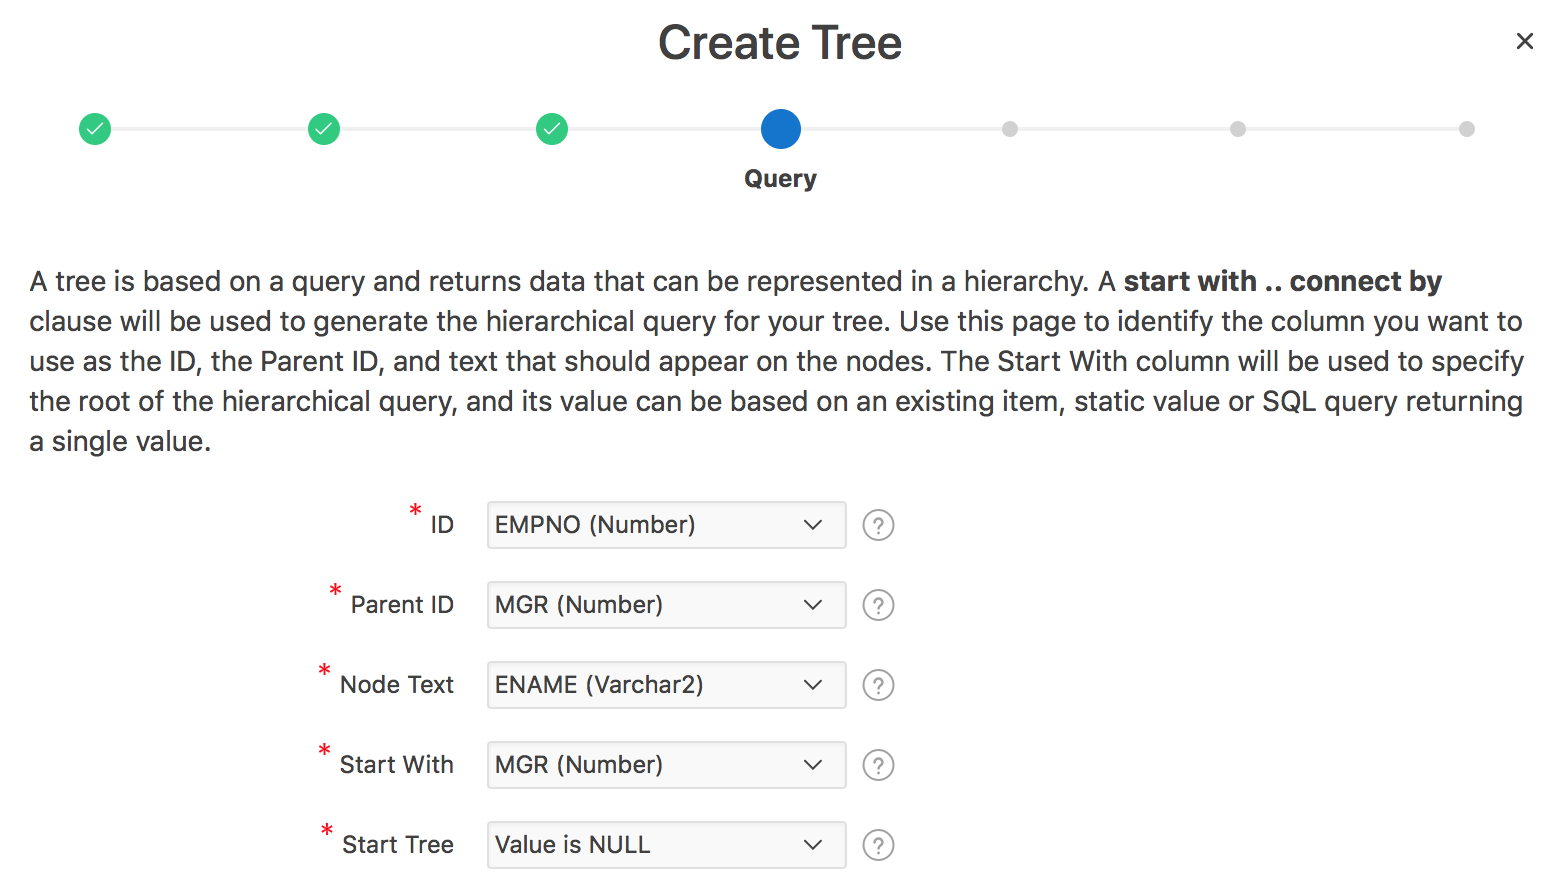 Create Tree
Query
A tree is based on a query and returns data that can be represented in a hierarchy. A start with .. connect by
clause will be used to generate the hierarchical query for your tree. Use this page to identify the column you want to
use as the ID, the Parent ID, and text that should appear on the nodes. The Start With column will be used to specify
the root of the hierarchical query, and its value can be based on an existing item, static value or SQL query returning
a single value.
* ID EMPNO (Number) ?
* Parent ID MGR (Number) ?
* Node Text ENAME (Varchar2) ?
* Start With MGR (Number) ?
* Start Tree Value is NULL ?